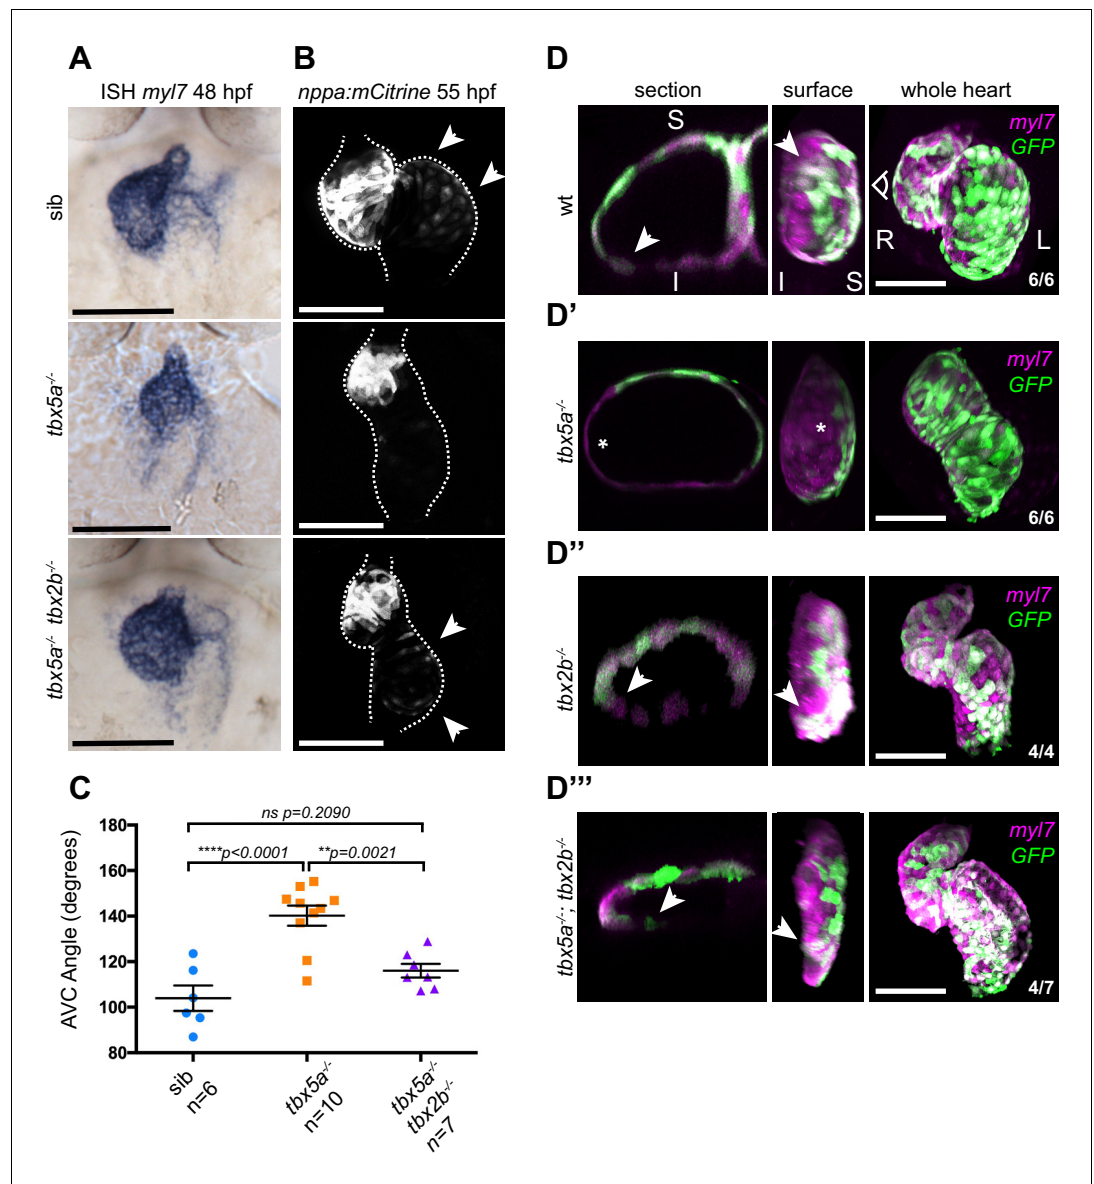 A
ISH myl7 48 hpf
sib
tbx5a-/-
tbx5a-/- tbx2b-/-
B
nppa:mCitrine 55 hpf
C
AVC Angle (degrees)
180
160
140
120
100
80
ns p=0.2090
****p<0.0001
**p=0.0021
sib
n=6
tbx5a-/-
n=10
tbx5a-/-
tbx2b-/-
n=7
D
section
surface
whole heart
wt
S
I
I
S
R
L
myl7
GFP
6/6
D'
tbx5a-/-
*
*
myl7
GFP
6/6
D''
tbx2b-/-
myl7
GFP
4/4
D'''
tbx5a-/-; tbx2b-/-
myl7
GFP
4/7